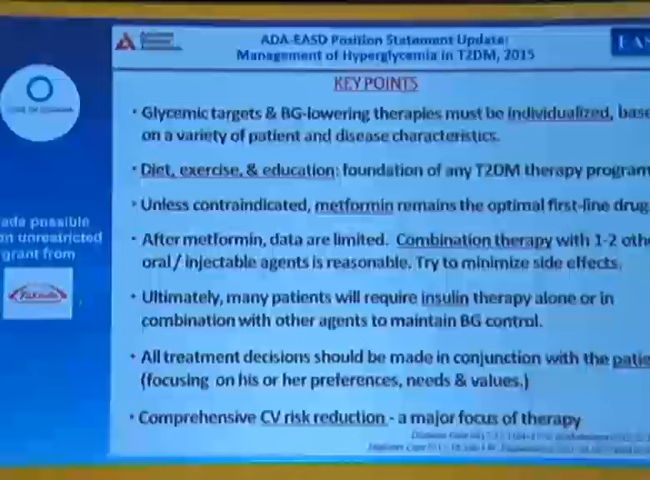 ADA-EASD Position Statement Update:
Management of Hyperglycemia in T2DM, 2015
EAS
KEY POINTS
• Glycemic targets & BG-lowering therapies must be individualized, base
on a variety of patient and disease characteristics.
• Diet, exercise, & education: foundation of any T2DM therapy program
• Unless contraindicated, metformin remains the optimal first-line drug
• After metformin, data are limited. Combination therapy with 1-2 othe
oral / injectable agents is reasonable. Try to minimize side effects.
• Ultimately, many patients will require insulin therapy alone or in
combination with other agents to maintain BG control.
• All treatment decisions should be made in conjunction with the patie
(focusing on his or her preferences, needs & values.)
• Comprehensive CV risk reduction - a major focus of therapy
ade possible
an unrestricted
grant from
Takeda